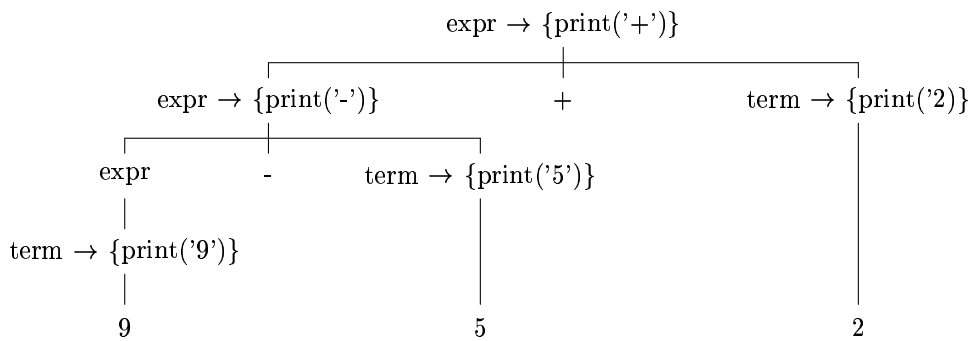 expr → {print('+')}
expr → {print('-')} + term → {print('2)}
expr - term → {print('5')}
term → {print('9')}
9 5 2